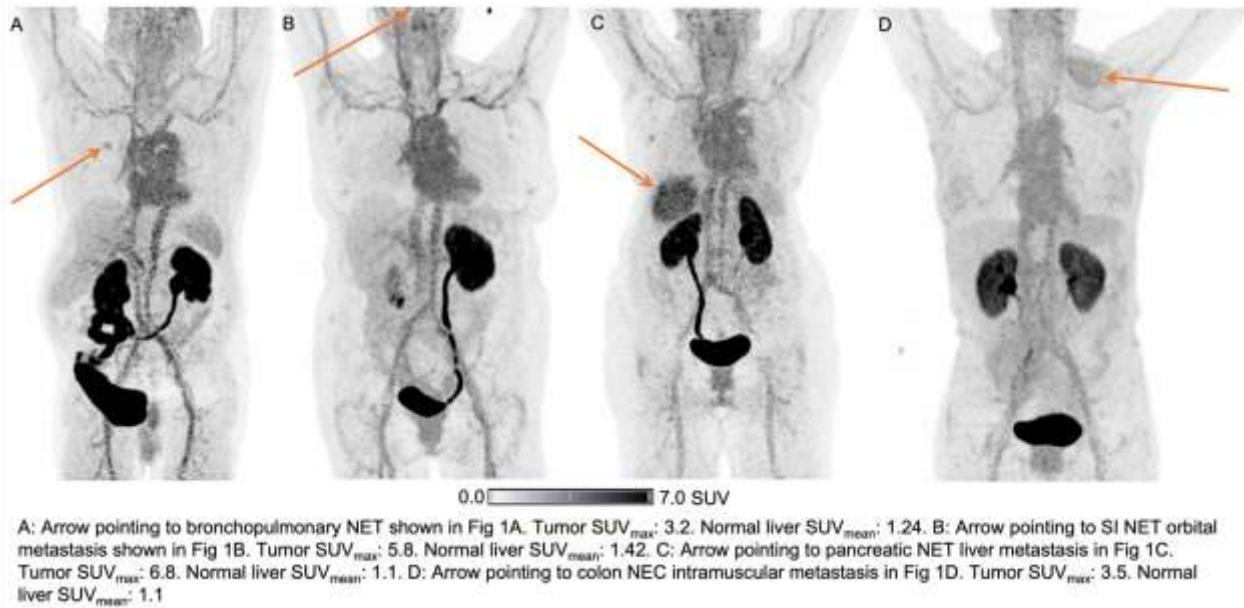 A B C D
0.0 7.0 SUV
A: Arrow pointing to bronchopulmonary NET shown in Fig 1A. Tumor SUVmax: 3.2. Normal liver SUVmean: 1.24. B: Arrow pointing to SI NET orbital
metastasis shown in Fig 1B. Tumor SUVmax: 5.8. Normal liver SUVmean: 1.42. C: Arrow pointing to pancreatic NET liver metastasis in Fig 1C.
Tumor SUVmax: 6.8. Normal liver SUVmean: 1.1. D: Arrow pointing to colon NEC intramuscular metastasis in Fig 1D. Tumor SUVmax: 3.5. Normal
liver SUVmean: 1.1